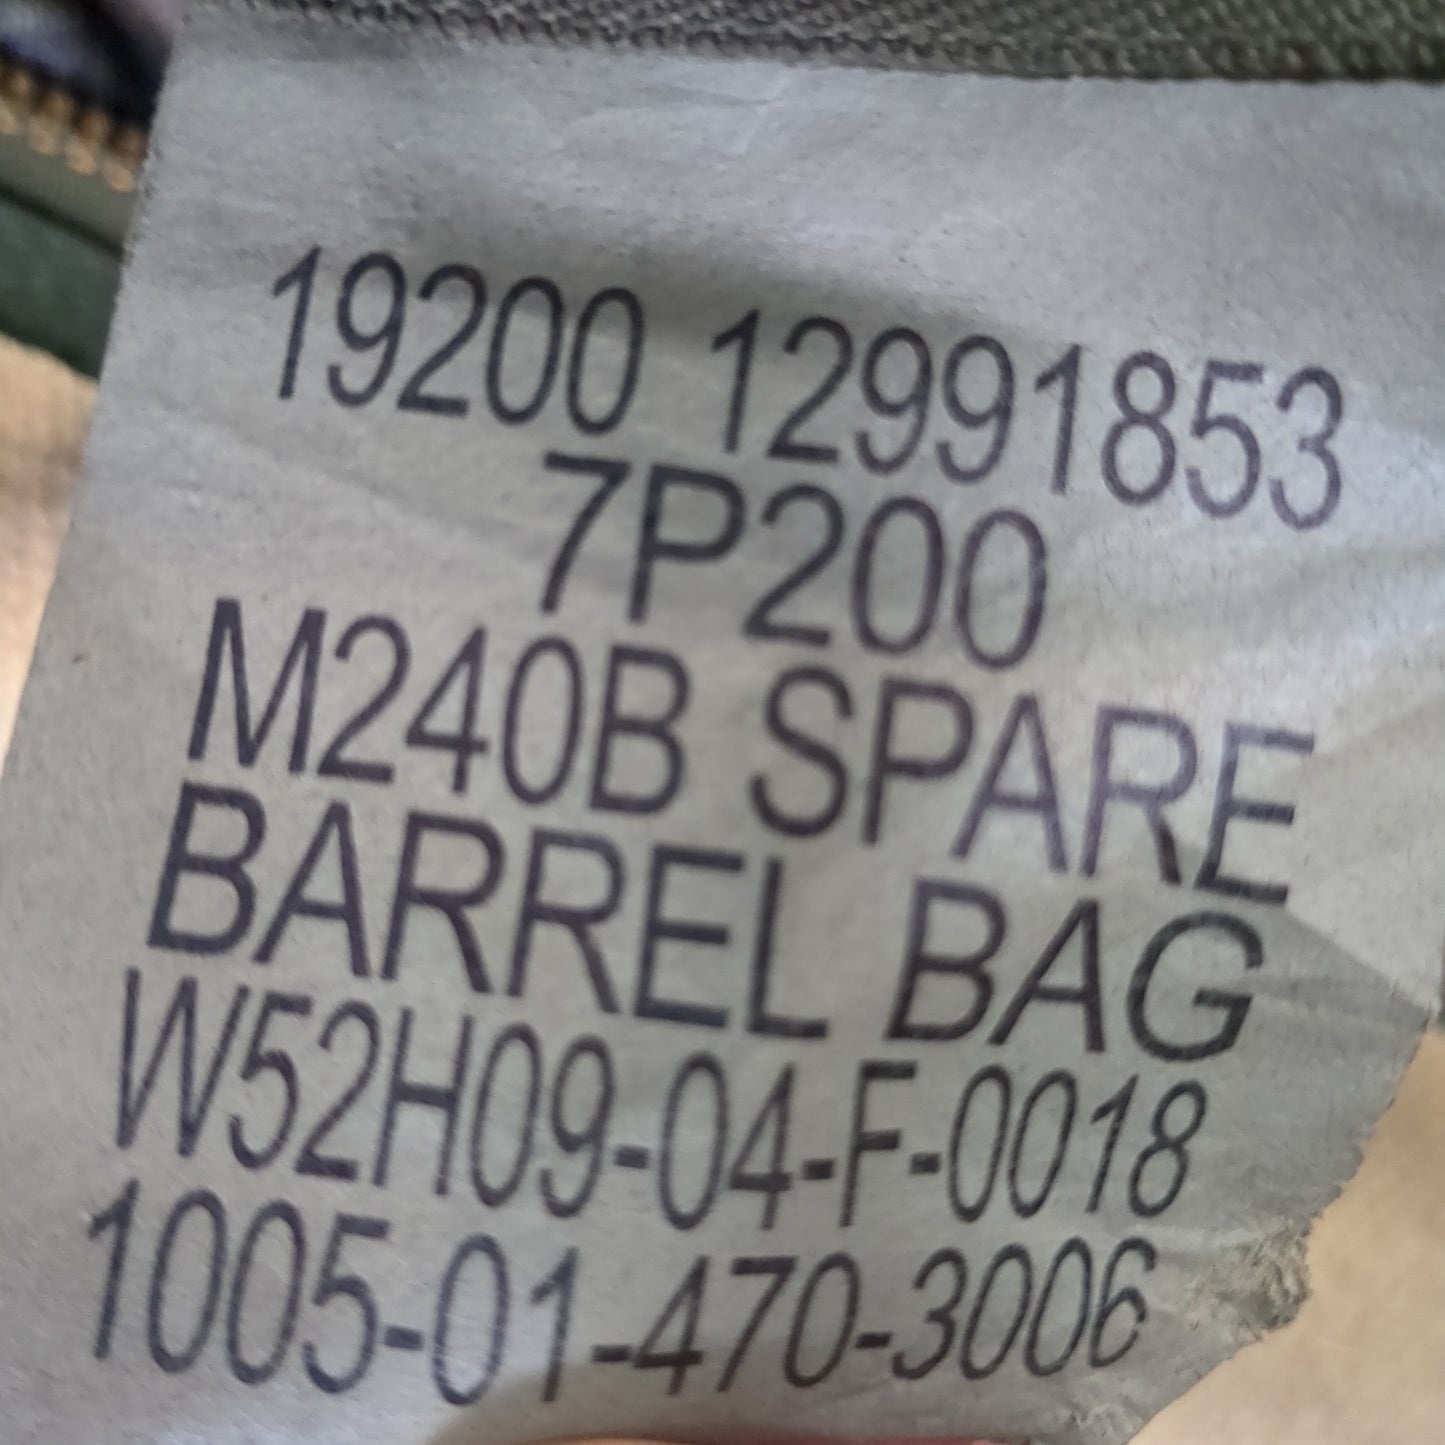 19200 12991853
7P200
M240B SPARE
BARREL BAG
W52H09-04-F-0018
1005-01-470-3006